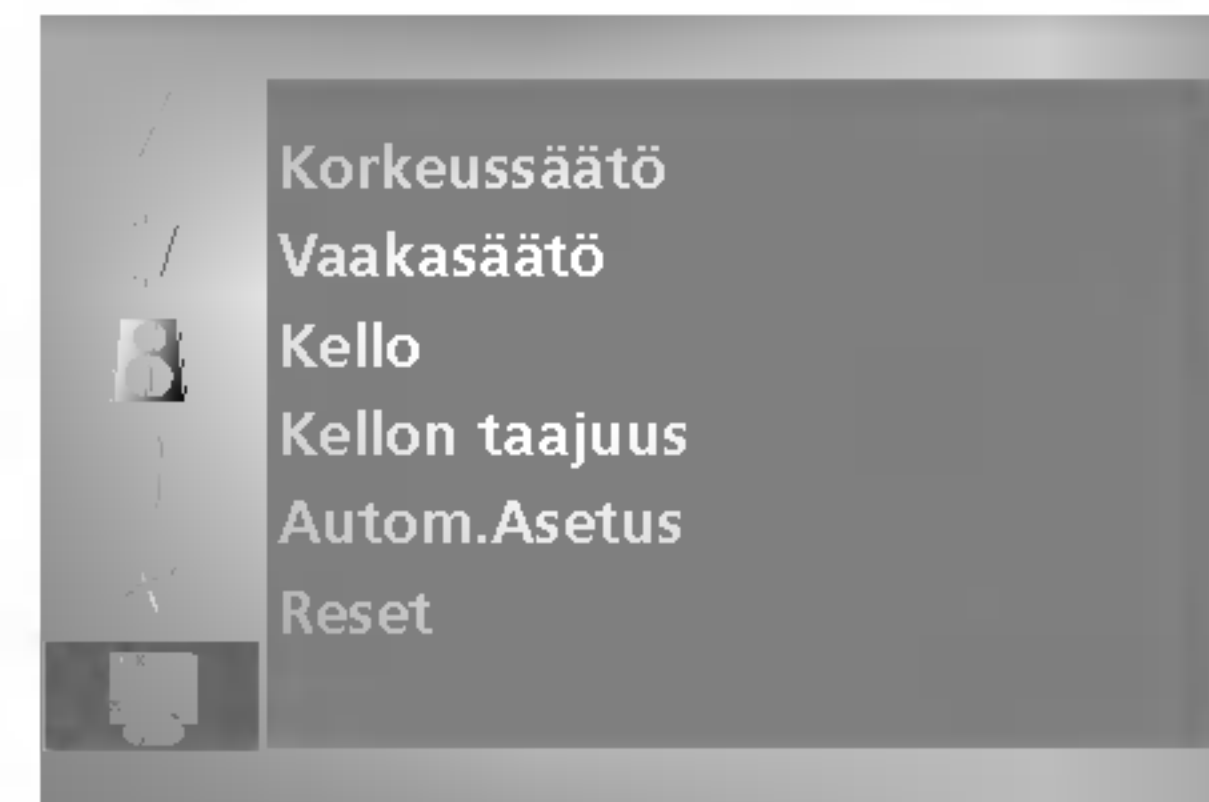 Korkeussäätö
Vaakasäätö
Kello
Kellon taajuus
Autom.Asetus
Reset